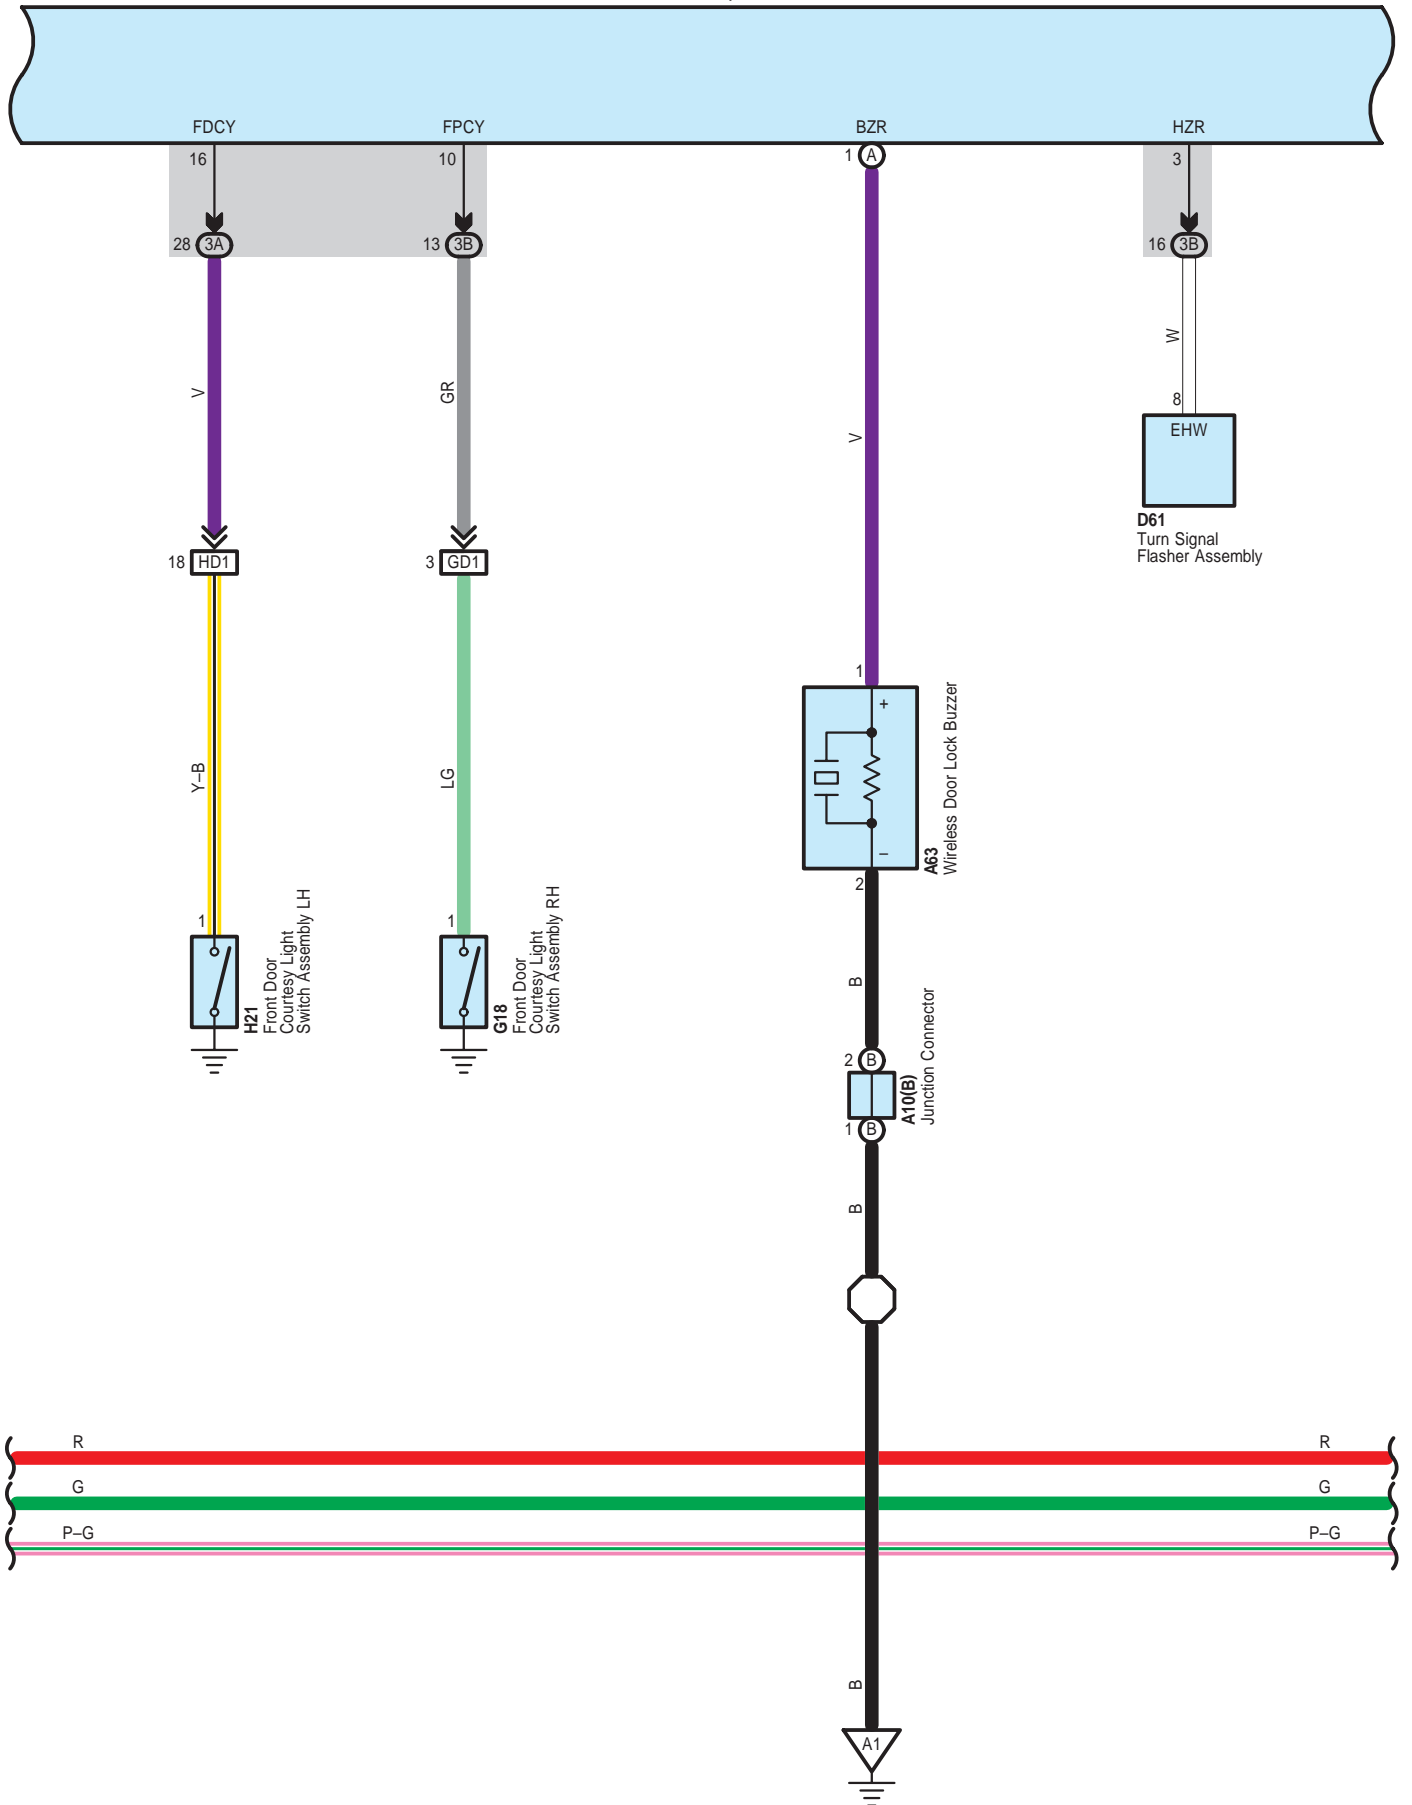 FDCY
FPCY
BZR
HZR
16
10
1 A
3
28 3A
13 3B
16 3B
V
GR
V
W
8
EHW
D61
Turn Signal
Flasher Assembly
18 HD1
3 GD1
1
+
–
A63
Wireless Door Lock Buzzer
2
Y–B
LG
1
H21
Front Door
Courtesy Light
Switch Assembly LH
1
G18
Front Door
Courtesy Light
Switch Assembly RH
B
2 B
A10(B)
Junction Connector
1 B
B
R
R
G
G
P–G
P–G
B
A1